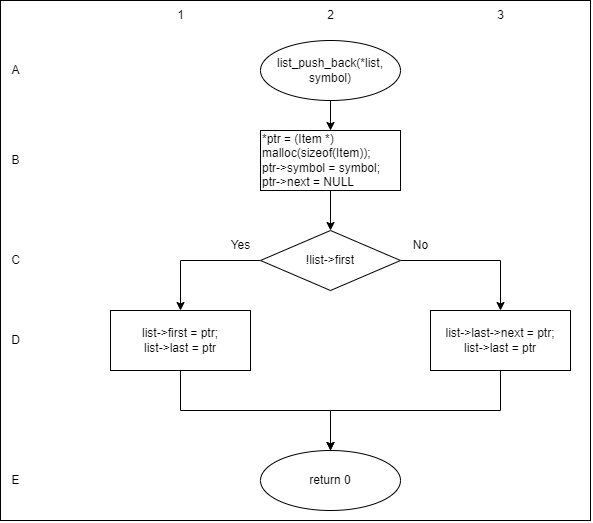 1 2 3
A
list_push_back(*list,
symbol)
B
*ptr = (Item *)
malloc(sizeof(Item));
ptr->symbol = symbol;
ptr->next = NULL
Yes No
C
!list->first
D
list->first = ptr;
list->last = ptr
list->last->next = ptr;
list->last = ptr
E
return 0